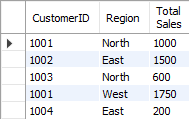 CustomerID Region Total Sales
1001 North 1000
1002 East 1500
1003 North 600
1001 West 1750
1004 East 200